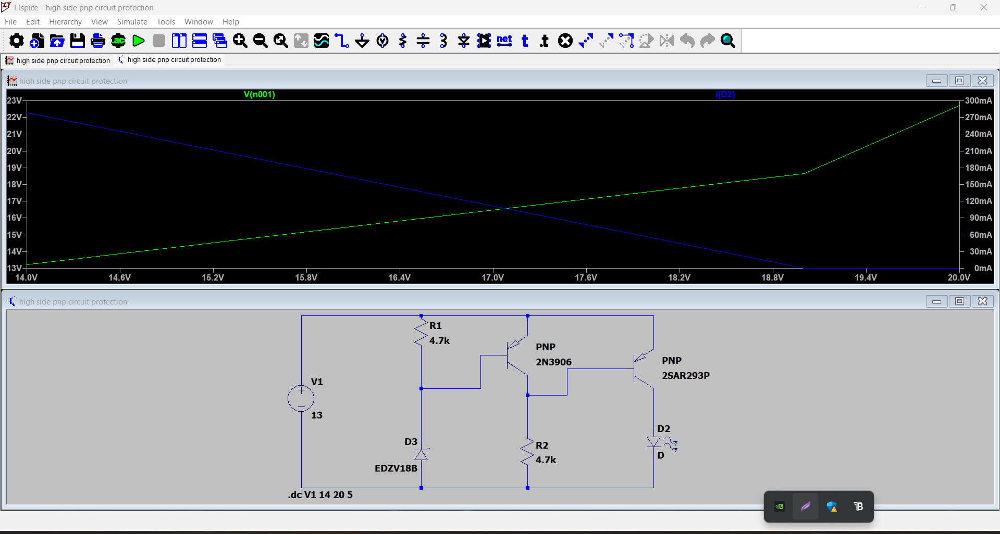 LTspice - high side pnp circuit protection
File Edit Hierarchy View Simulate Tools Window Help
.ac net t .t
high side pnp circuit protection high side pnp circuit protection
high side pnp circuit protection
V(n001) I(D2)
23V 300mA
22V 270mA
21V 240mA
20V 210mA
19V 180mA
18V 150mA
17V 120mA
16V 90mA
15V 60mA
14V 30mA
13V 0mA
14.0V 14.6V 15.2V 15.8V 16.4V 17.0V 17.6V 18.2V 18.8V 19.4V 20.0V
high side pnp circuit protection
R1
4.7k
PNP
2N3906
PNP
2SAR293P
V1
13
D3
EDZV18B
R2
4.7k
D2
D
.dc V1 14 20 5